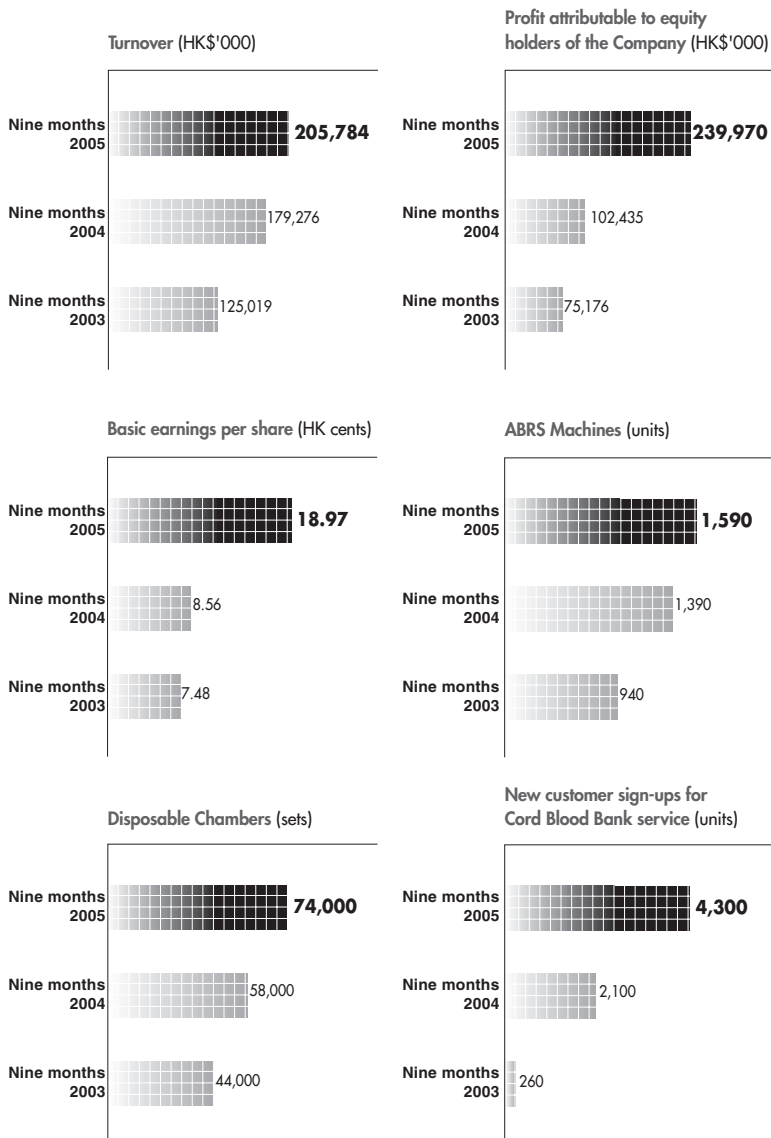 Turnover (HK$'000)
Nine months
2005
205,784
Nine months
2004
179,276
Nine months
2003
125,019
Profit attributable to equity
holders of the Company (HK$'000)
Nine months
2005
239,970
Nine months
2004
102,435
Nine months
2003
75,176
Basic earnings per share (HK cents)
Nine months
2005
18.97
Nine months
2004
8.56
Nine months
2003
7.48
ABRS Machines (units)
Nine months
2005
1,590
Nine months
2004
1,390
Nine months
2003
940
Disposable Chambers (sets)
Nine months
2005
74,000
Nine months
2004
58,000
Nine months
2003
44,000
New customer sign-ups for
Cord Blood Bank service (units)
Nine months
2005
4,300
Nine months
2004
2,100
Nine months
2003
260